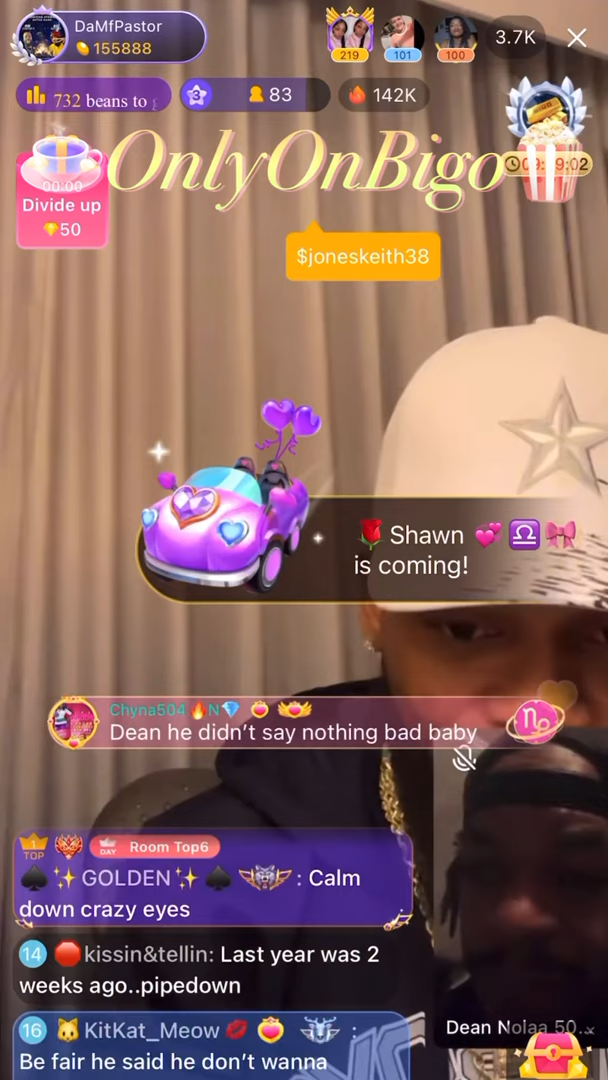 DaMfPastor
155888
219
101
100
3.7K
732 beans to
3
83
142K
OnlyOnBigo
00:00
Divide up
50
$joneskeith38
Shawn
is coming!
Chyna504 🔥N💎
Dean he didn't say nothing bad baby
1
TOP
DAY
Room Top6
♠️✨GOLDEN✨♠️ : Calm
down crazy eyes
14 🛑kissin&tellin: Last year was 2
weeks ago..pipedown
Dean Nolaa 50...
16 🐱 KitKat_Meow 💋 :
Be fair he said he don't wanna